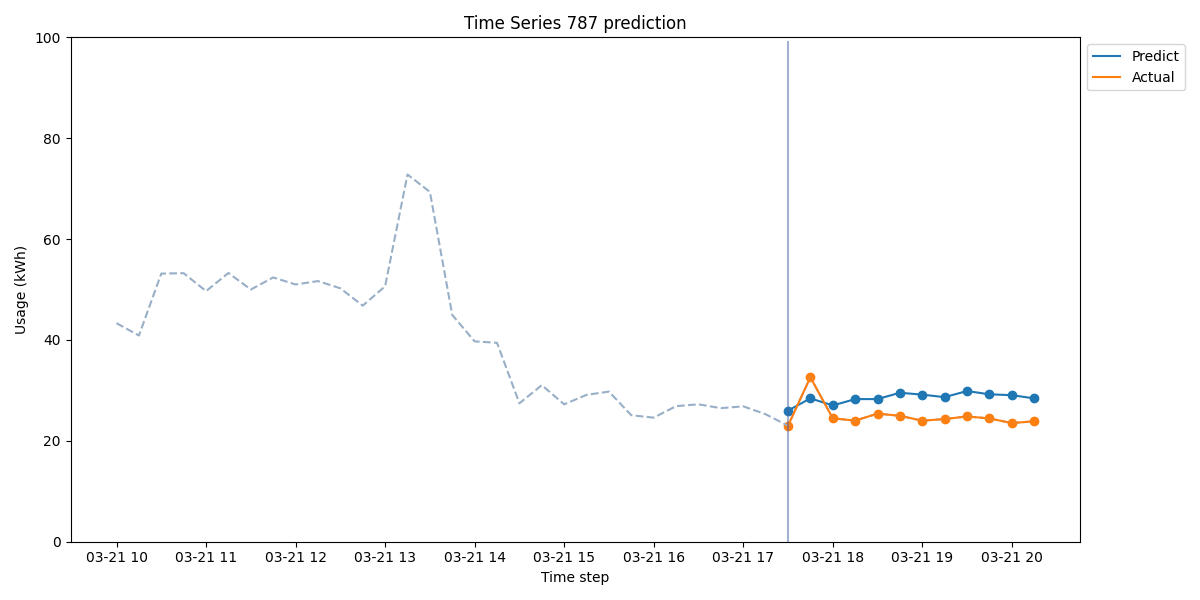 Time Series 787 prediction
100
80
60
40
20
0
Usage (kWh)
03-21 10 03-21 11 03-21 12 03-21 13 03-21 14 03-21 15 03-21 16 03-21 17 03-21 18 03-21 19 03-21 20
Time step
Predict
Actual